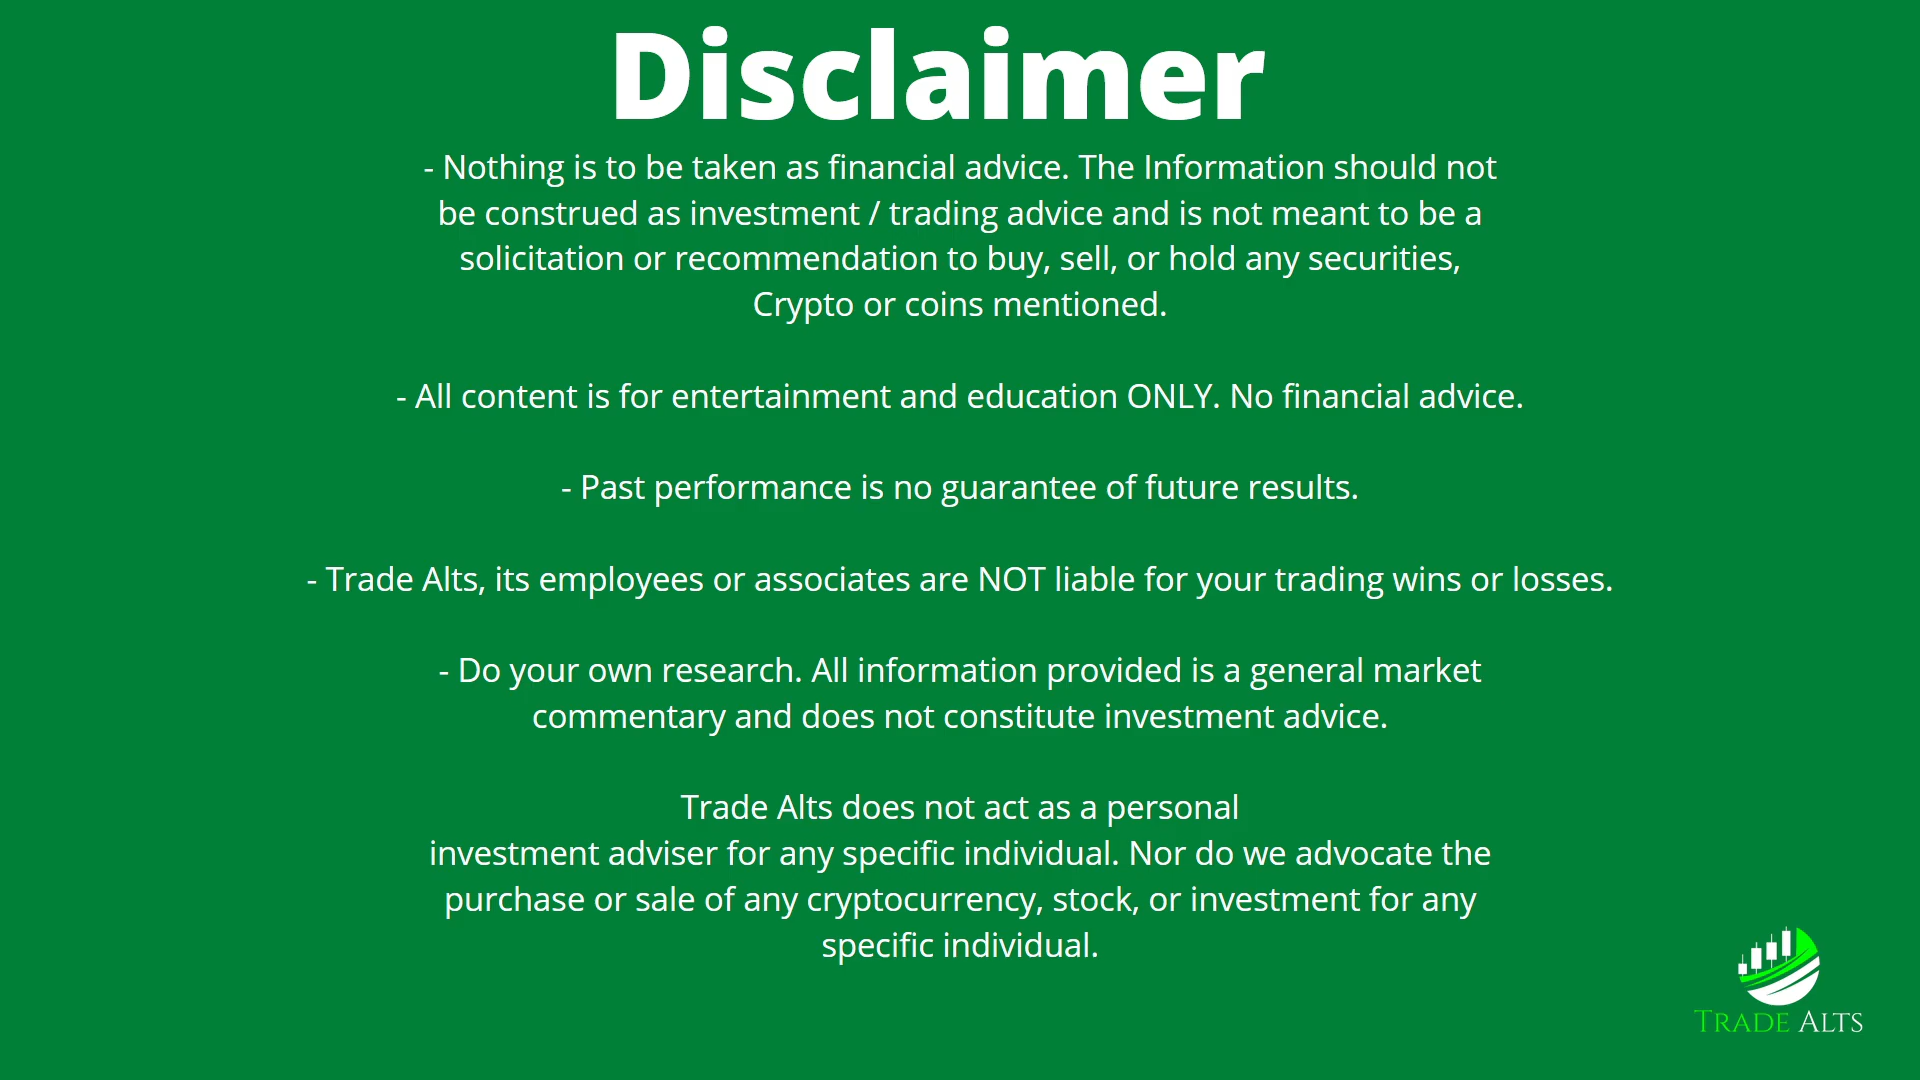 Disclaimer
- Nothing is to be taken as financial advice. The Information should not
be construed as investment / trading advice and is not meant to be a
solicitation or recommendation to buy, sell, or hold any securities,
Crypto or coins mentioned.
- All content is for entertainment and education ONLY. No financial advice.
- Past performance is no guarantee of future results.
- Trade Alts, its employees or associates are NOT liable for your trading wins or losses.
- Do your own research. All information provided is a general market
commentary and does not constitute investment advice.
Trade Alts does not act as a personal
investment adviser for any specific individual. Nor do we advocate the
purchase or sale of any cryptocurrency, stock, or investment for any
specific individual.
TRADE ALTS